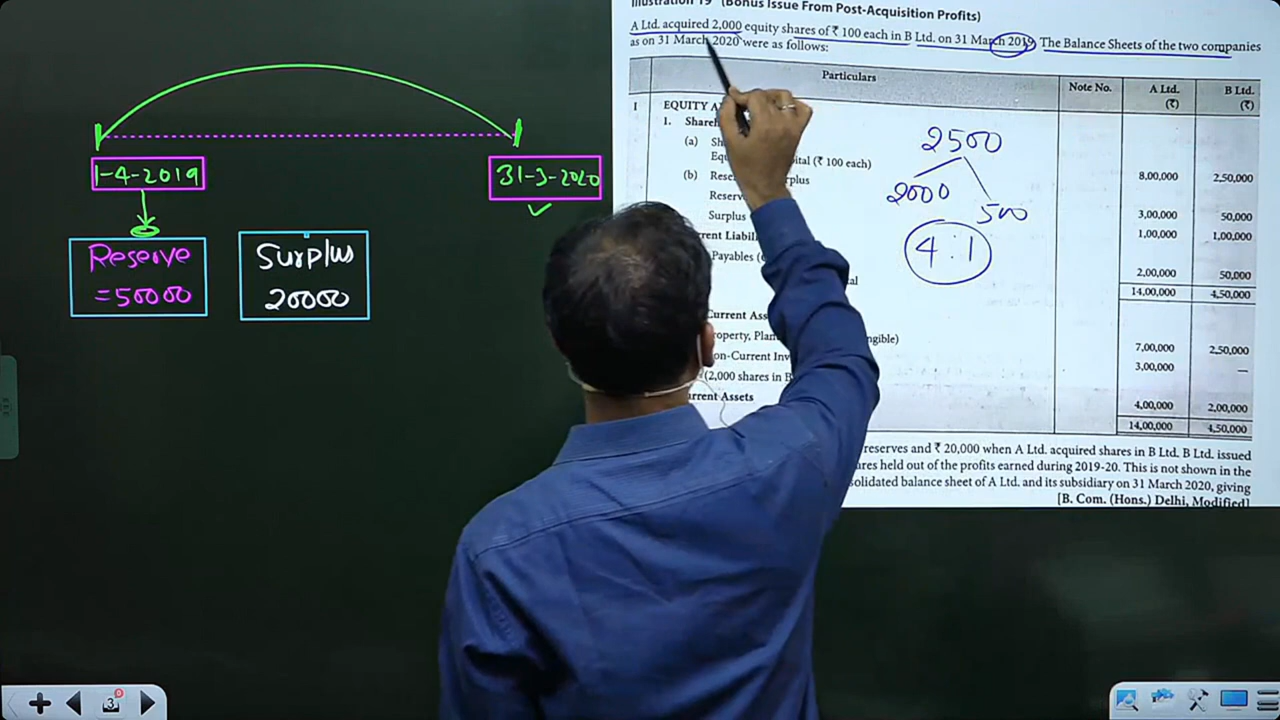 1-4-2019
31-3-2020
Reserve
=50000
Surplus
20000
Illustration 19 (Bonus Issue From Post-Acquisition Profits)
A Ltd. acquired 2,000 equity shares of ₹ 100 each in B Ltd. on 31 March 2019. The Balance Sheets of the two companies
as on 31 March 2020 were as follows:
Particulars Note No. A Ltd. B Ltd.
(₹) (₹)
I EQUITY A
1. Share
(a) Sh
Equ ital (₹ 100 each) 8,00,000 2,50,000
(b) Rese rplus
Reserv 3,00,000 50,000
Surplus 1,00,000 1,00,000
rrent Liabil
Payables ( 2,00,000 50,000
al 14,00,000 4,50,000
Current Ass
roperty, Plan ngible) 7,00,000 2,50,000
on-Current Inv 3,00,000 —
(2,000 shares in B
rrent Assets 4,00,000 2,00,000
14,00,000 4,50,000
2500
2000 500
4:1
reserves and ₹ 20,000 when A Ltd. acquired shares in B Ltd. B Ltd. issued
ares held out of the profits earned during 2019-20. This is not shown in the
solidated balance sheet of A Ltd. and its subsidiary on 31 March 2020, giving
[B. Com. (Hons.) Delhi, Modified]
3
0